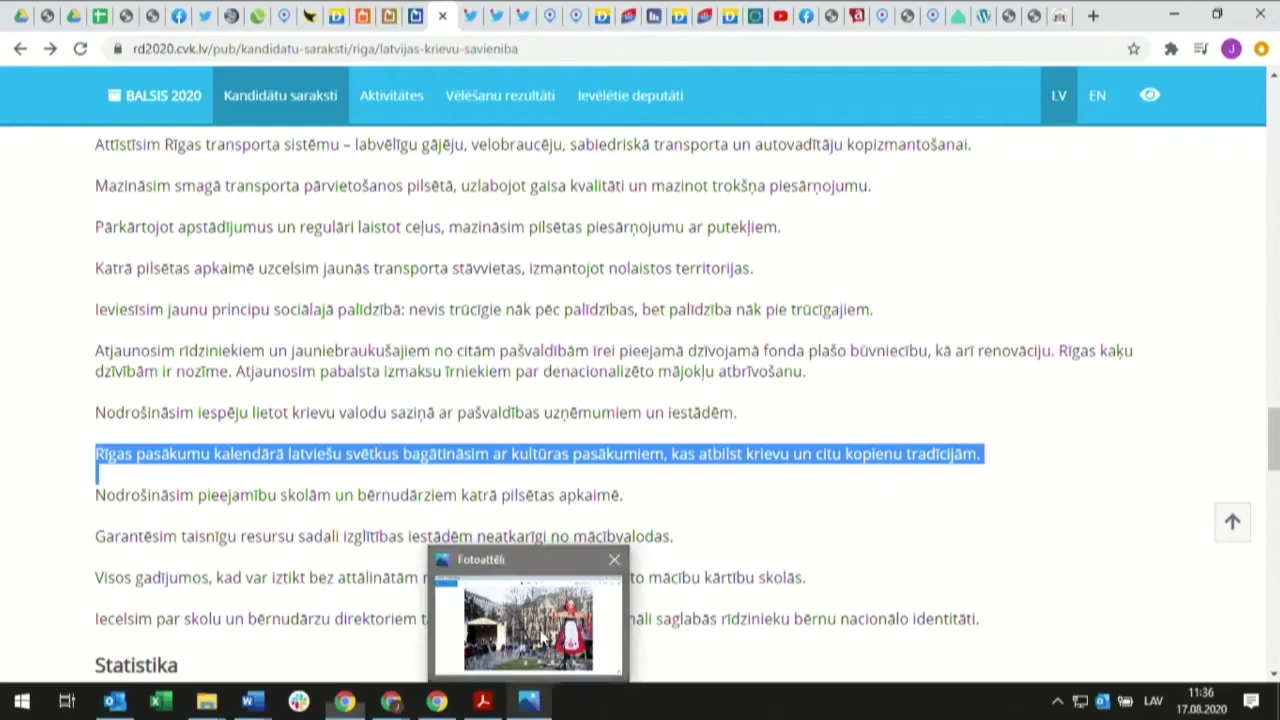 rd2020.cvk.lv/pub/kandidatu-saraksti/riga/latvijas-krievu-savieniba
J
BALSIS 2020 Kandidātu saraksti Aktivitātes Vēlēšanu rezultāti Ievēlētie deputāti LV EN
Attīstīsim Rīgas transporta sistēmu – labvēlīgu gājēju, velobraucēju, sabiedriskā transporta un autovadītāju kopizmantošanai.
Mazināsim smagā transporta pārvietošanos pilsētā, uzlabojot gaisa kvalitāti un mazinot trokšņa piesārņojumu.
Pārkārtojot apstādījumus un regulāri laistot ceļus, mazināsim pilsētas piesārņojumu ar putekļiem.
Katrā pilsētas apkaimē uzcelsim jaunās transporta stāvvietas, izmantojot nolaistos territorijas.
Ieviesīsim jaunu principu sociālajā palīdzībā: nevis trūcīgie nāk pēc palīdzības, bet palīdzība nāk pie trūcīgajiem.
Atjaunosim rīdziniekiem un jauniebraukušajiem no citām pašvaldībām īrei pieejamā dzīvojamā fonda plašo būvniecību, kā arī renovāciju. Rīgas kaķu
dzīvībām ir nozīme. Atjaunosim pabalsta izmaksu īrniekiem par denacionalizēto mājokļu atbrīvošanu.
Nodrošināsim iespēju lietot krievu valodu saziņā ar pašvaldības uzņēmumiem un iestādēm.
Rīgas pasākumu kalendārā latviešu svētkus bagātināsim ar kultūras pasākumiem, kas atbilst krievu un citu kopienu tradīcijām.
Nodrošināsim pieejamību skolām un bērnudārziem katrā pilsētas apkaimē.
Garantēsim taisnīgu resursu sadali izglītības iestādēm neatkarīgi no mācībvalodas.
Fotoattēli
Visos gadījumos, kad var iztikt bez attālinātām to mācību kārtību skolās.
Iecelsim par skolu un bērnudārzu direktoriem saglabās rīdzinieku bērnu nacionālo identitāti.
Statistika
LAV
11:36
17.08.2020